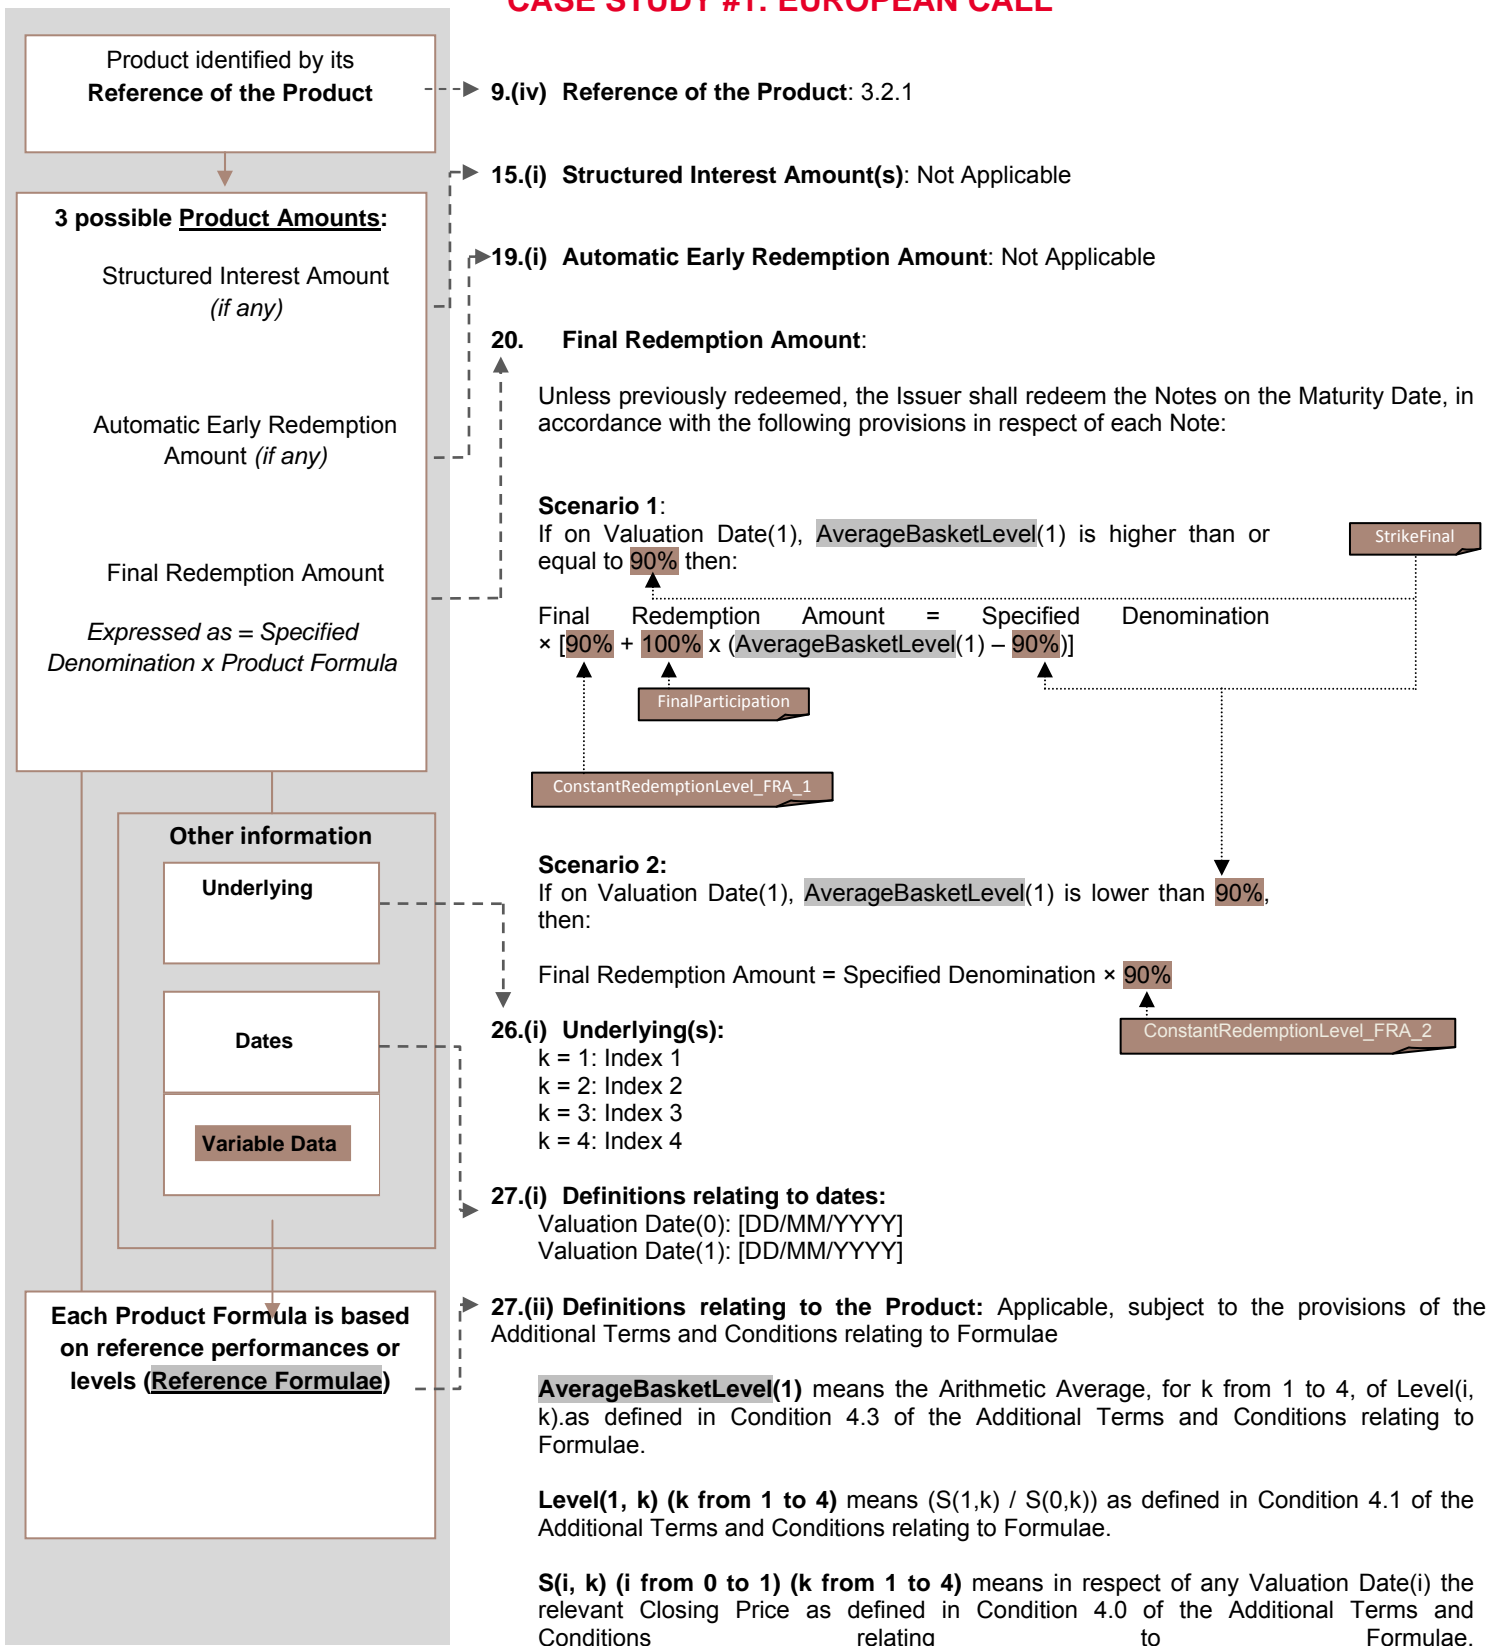 CASE STUDY #1: EUROPEAN CALL
Product identified by its
Reference of the Product
3 possible Product Amounts:
Structured Interest Amount
(if any)
Automatic Early Redemption
Amount (if any)
Final Redemption Amount
Expressed as = Specified
Denomination x Product Formula
Other information
Underlying
Dates
Variable Data
Each Product Formula is based
on reference performances or
levels (Reference Formulae)
9.(iv) Reference of the Product: 3.2.1
15.(i) Structured Interest Amount(s): Not Applicable
19.(i) Automatic Early Redemption Amount: Not Applicable
20. Final Redemption Amount:
Unless previously redeemed, the Issuer shall redeem the Notes on the Maturity Date, in
accordance with the following provisions in respect of each Note:
Scenario 1:
If on Valuation Date(1), AverageBasketLevel(1) is higher than or
equal to 90% then:
StrikeFinal
Final Redemption Amount = Specified Denomination
× [90% + 100% x (AverageBasketLevel(1) – 90%)]
FinalParticipation
ConstantRedemptionLevel_FRA_1
Scenario 2:
If on Valuation Date(1), AverageBasketLevel(1) is lower than 90%,
then:
Final Redemption Amount = Specified Denomination × 90%
ConstantRedemptionLevel_FRA_2
26.(i) Underlying(s):
k = 1: Index 1
k = 2: Index 2
k = 3: Index 3
k = 4: Index 4
27.(i) Definitions relating to dates:
Valuation Date(0): [DD/MM/YYYY]
Valuation Date(1): [DD/MM/YYYY]
27.(ii) Definitions relating to the Product: Applicable, subject to the provisions of the
Additional Terms and Conditions relating to Formulae
AverageBasketLevel(1) means the Arithmetic Average, for k from 1 to 4, of Level(i,
k).as defined in Condition 4.3 of the Additional Terms and Conditions relating to
Formulae.
Level(1, k) (k from 1 to 4) means (S(1,k) / S(0,k)) as defined in Condition 4.1 of the
Additional Terms and Conditions relating to Formulae.
S(i, k) (i from 0 to 1) (k from 1 to 4) means in respect of any Valuation Date(i) the
relevant Closing Price as defined in Condition 4.0 of the Additional Terms and
Conditions relating to Formulae.